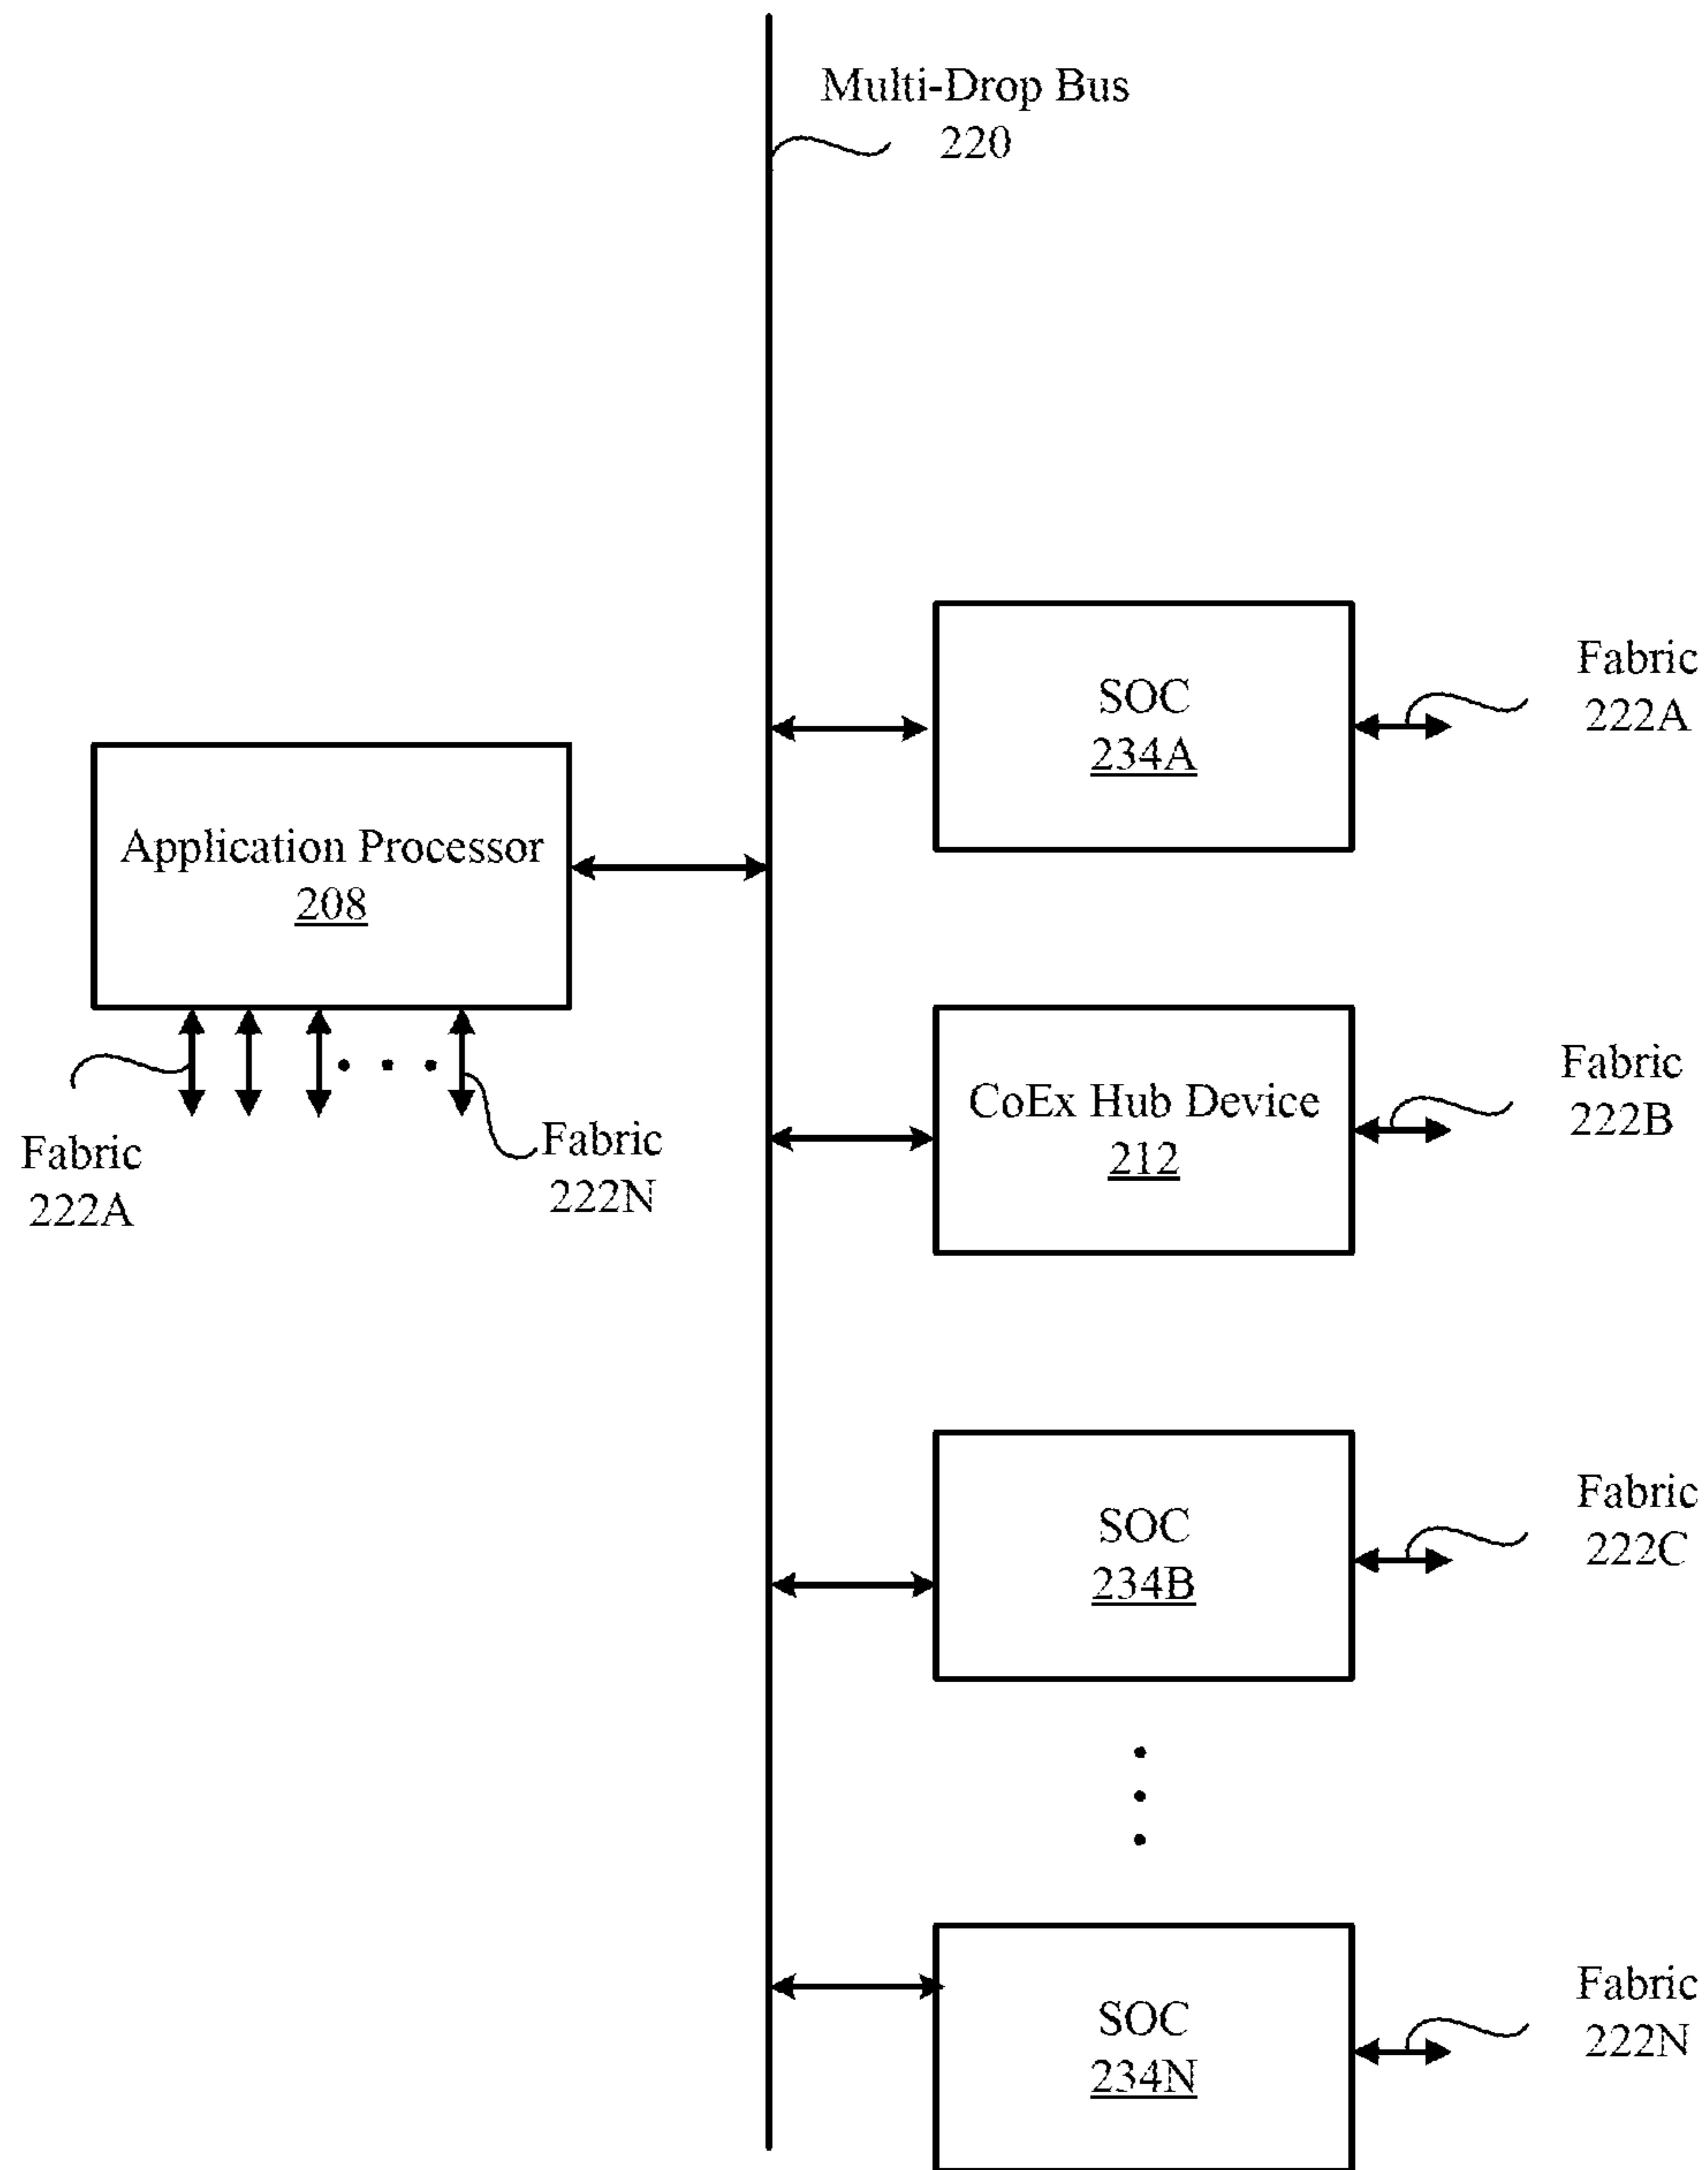 Multi-Drop Bus
220
SOC
234A
Fabric
222A
Application Processor
208
Fabric
222A
Fabric
222N
CoEx Hub Device
212
Fabric
222B
SOC
234B
Fabric
222C
SOC
234N
Fabric
222N